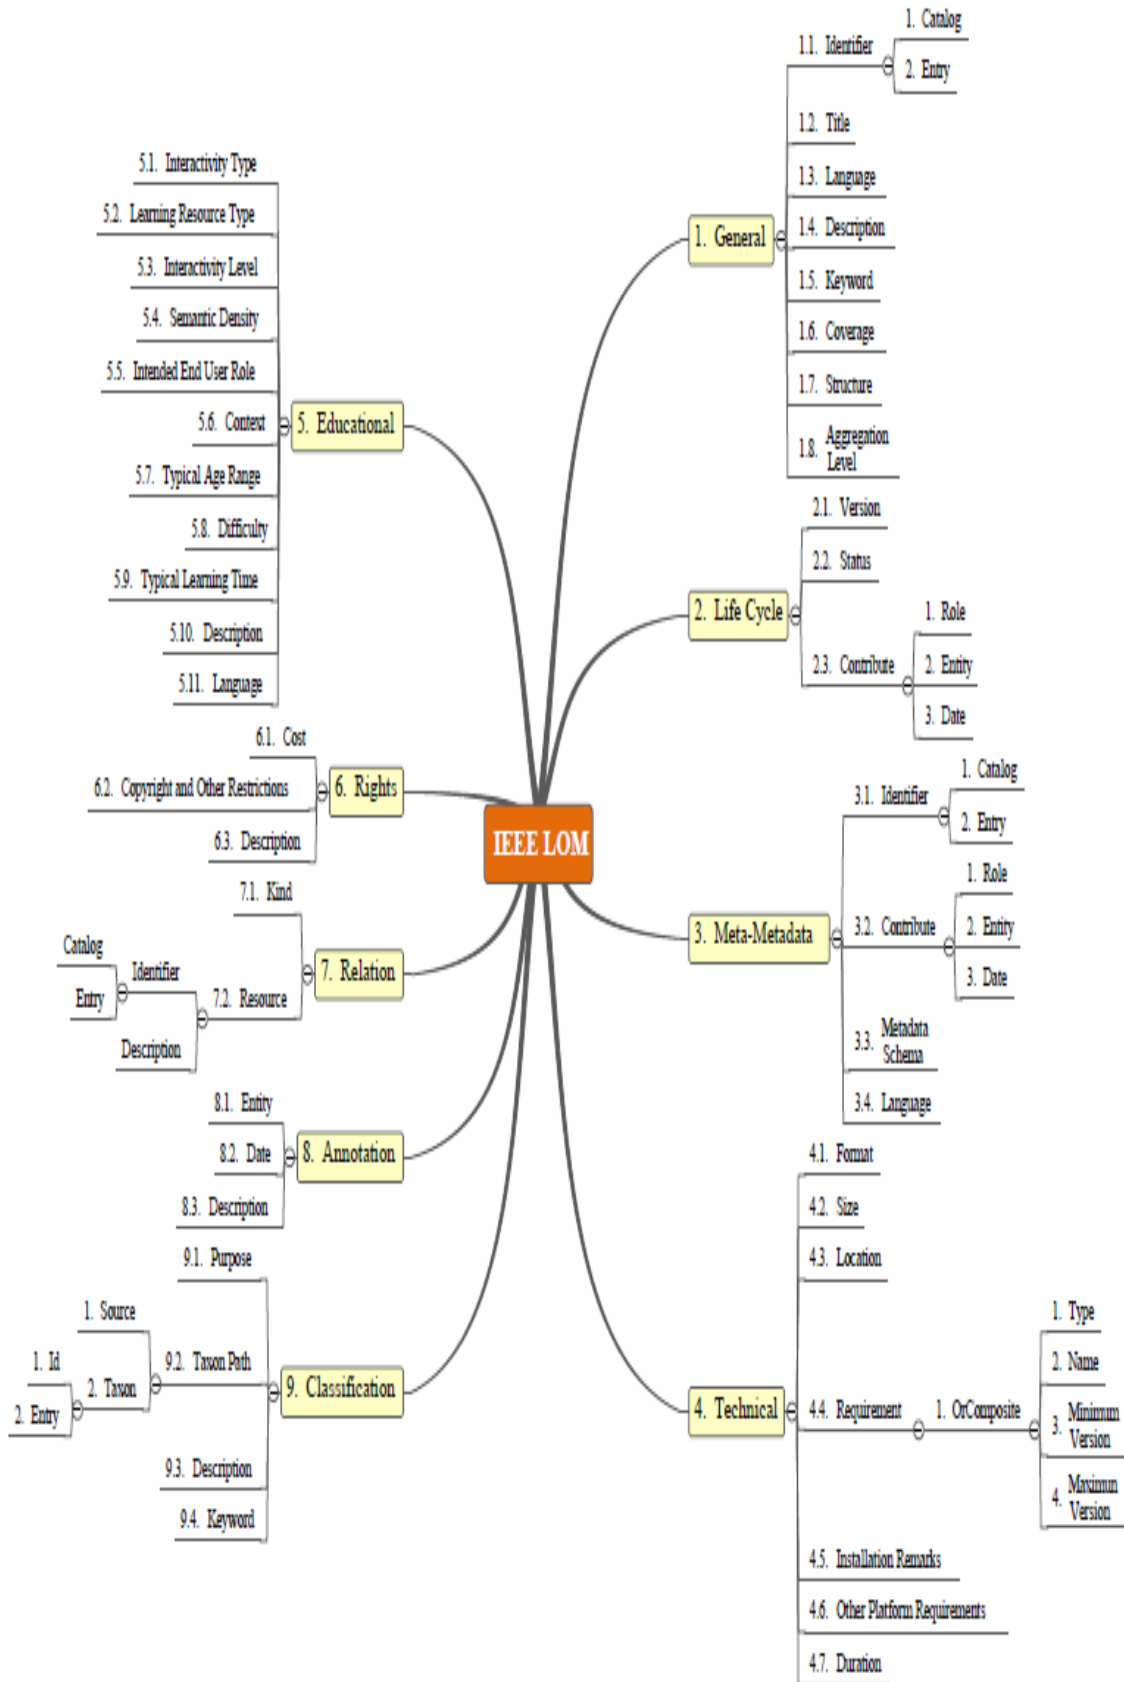 IEEE LOM
1. General
1.1. Identifier
1. Catalog
2. Entry
1.2. Title
1.3. Language
1.4. Description
1.5. Keyword
1.6. Coverage
1.7. Structure
1.8. Aggregation
Level
2. Life Cycle
2.1. Version
2.2. Status
2.3. Contribute
1. Role
2. Entity
3. Date
3. Meta-Metadata
3.1. Identifier
1. Catalog
2. Entry
3.2. Contribute
1. Role
2. Entity
3. Date
3.3. Metadata
Schema
3.4. Language
4. Technical
4.1. Format
4.2. Size
4.3. Location
4.4. Requirement
1. OrComposite
1. Type
2. Name
3. Minimum
Version
4. Maximun
Version
4.5. Installation Remarks
4.6. Other Platform Requirements
4.7. Duration
5. Educational
5.1. Interactivity Type
5.2. Learning Resource Type
5.3. Interactivity Level
5.4. Semantic Density
5.5. Intended End User Role
5.6. Context
5.7. Typical Age Range
5.8. Difficulty
5.9. Typical Learning Time
5.10. Description
5.11. Language
6. Rights
6.1. Cost
6.2. Copyright and Other Restrictions
6.3. Description
7. Relation
7.1. Kind
7.2. Resource
Identifier
Catalog
Entry
Description
8. Annotation
8.1. Entity
8.2. Date
8.3. Description
9. Classification
9.1. Purpose
9.2. Taxon Path
1. Source
2. Taxon
1. Id
2. Entry
9.3. Description
9.4. Keyword